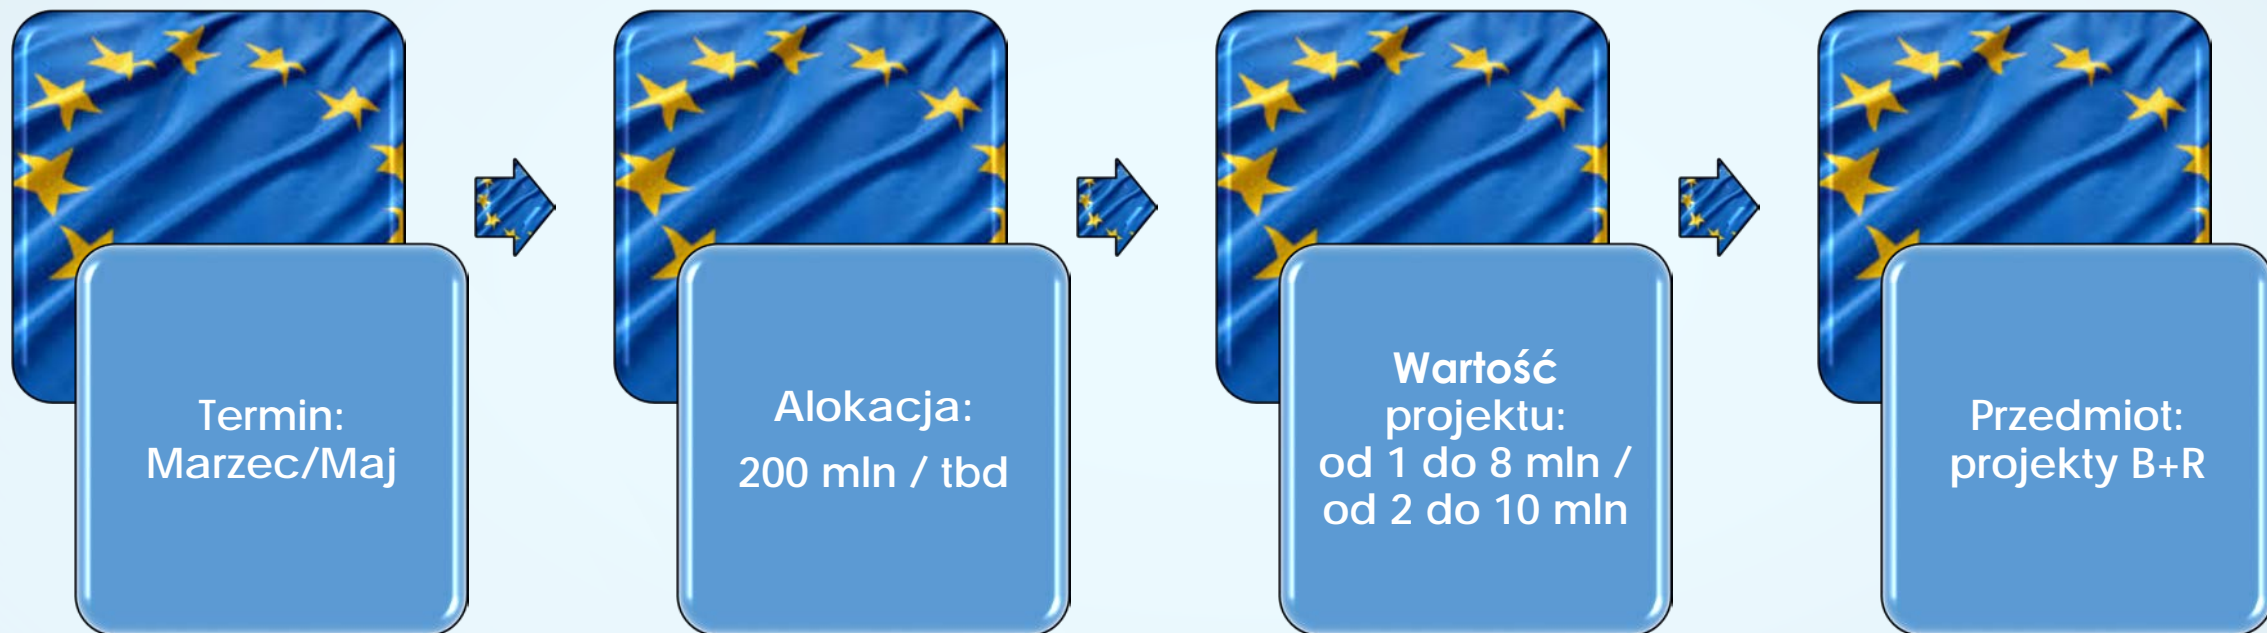 Termin:
Marzec/Maj
Alokacja:
200 mln / tbd
Wartość
projektu:
od 1 do 8 mln /
od 2 do 10 mln
Przedmiot:
projekty B+R